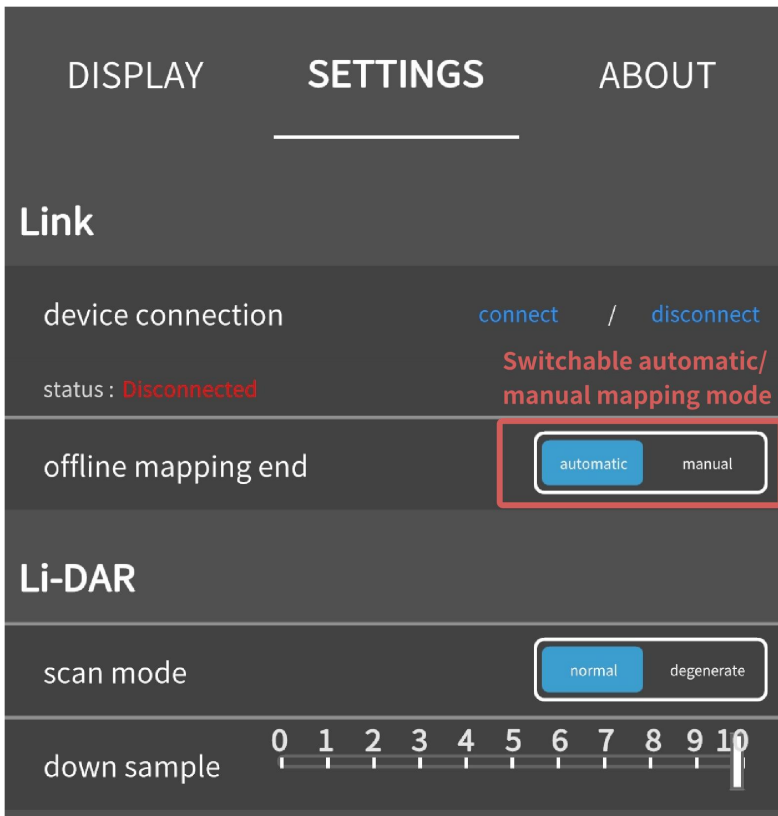 DISPLAY SETTINGS ABOUT
Link
device connection connect / disconnect
Switchable automatic/
manual mapping mode
status : Disconnected
offline mapping end automatic manual
Li-DAR
scan mode normal degenerate
0 1 2 3 4 5 6 7 8 9 10
down sample